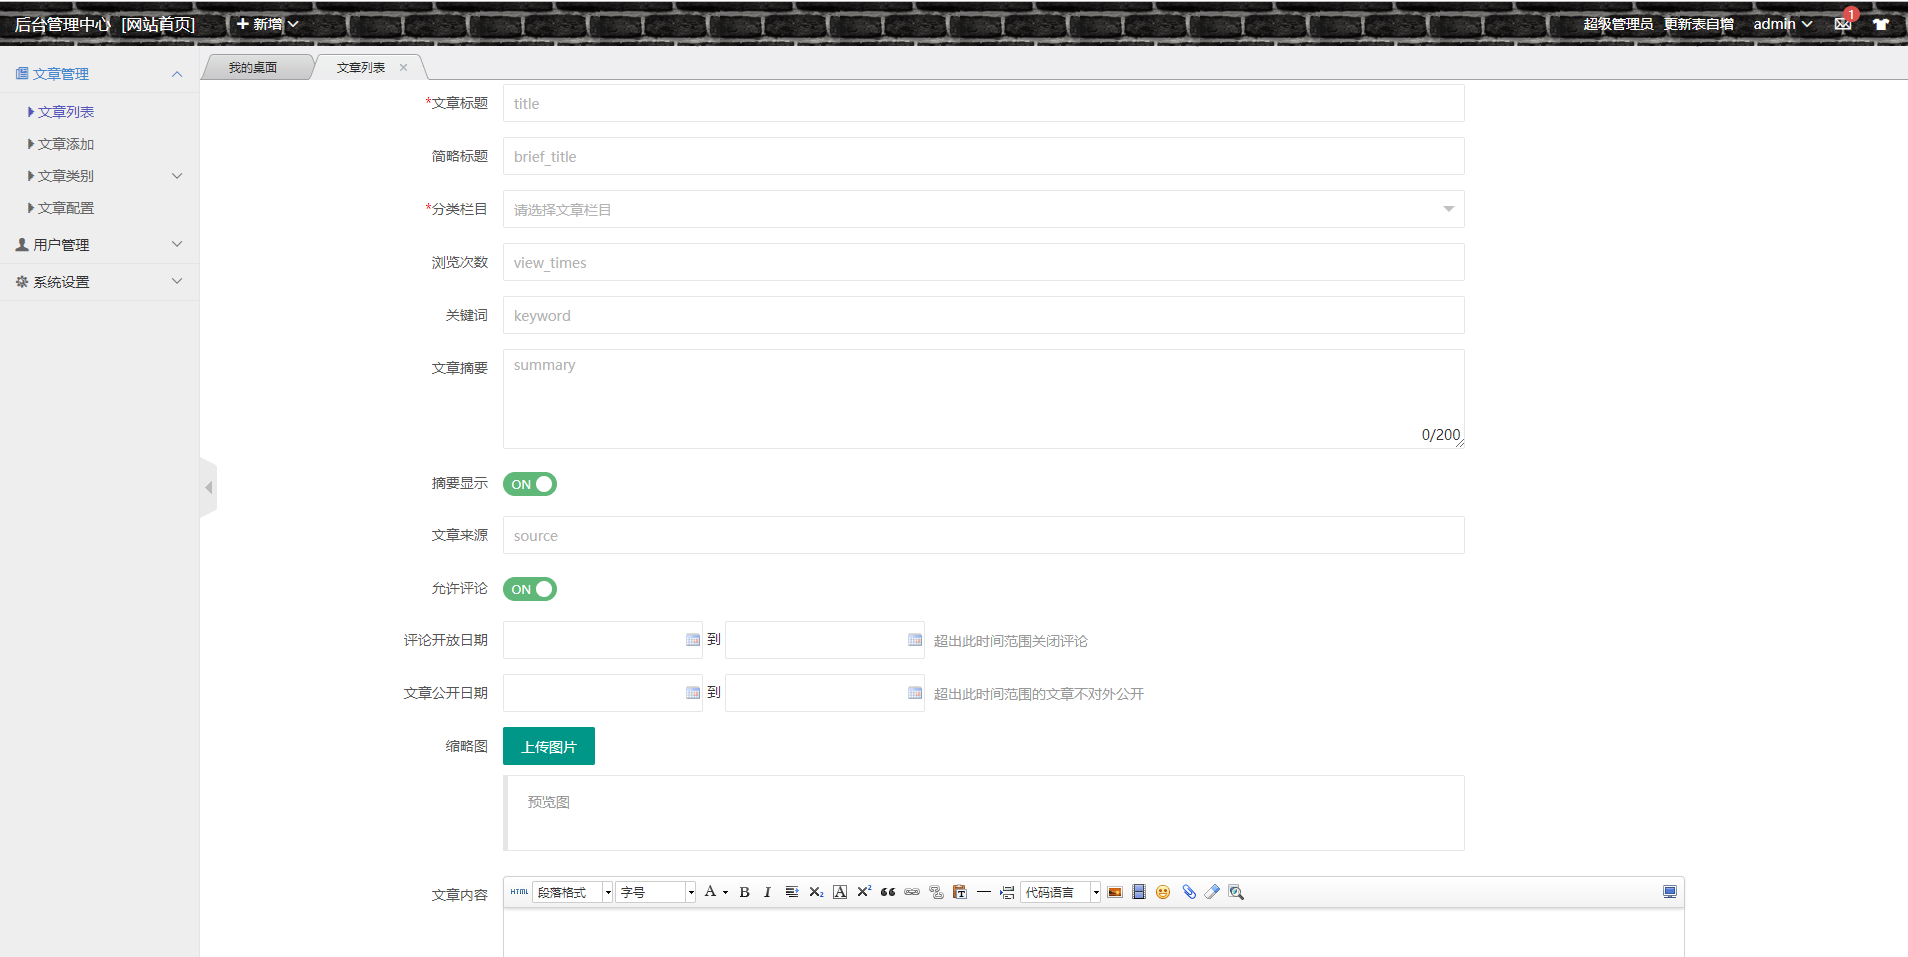 后台管理中心 [网站首页] 新增 超级管理员 更新表自增 admin 1
我的桌面 文章列表
文章管理
文章列表
文章添加
文章类别
文章配置
用户管理
系统设置
*文章标题 title
简略标题 brief_title
*分类栏目 请选择文章栏目
浏览次数 view_times
关键词 keyword
文章摘要 summary
0/200
摘要显示 ON
文章来源 source
允许评论 ON
评论开放日期 到 超出此时间范围关闭评论
文章公开日期 到 超出此时间范围的文章不对外公开
缩略图 上传图片
预览图
文章内容 HTML 段落格式 字号 A B I X₂ A X² 代码语言